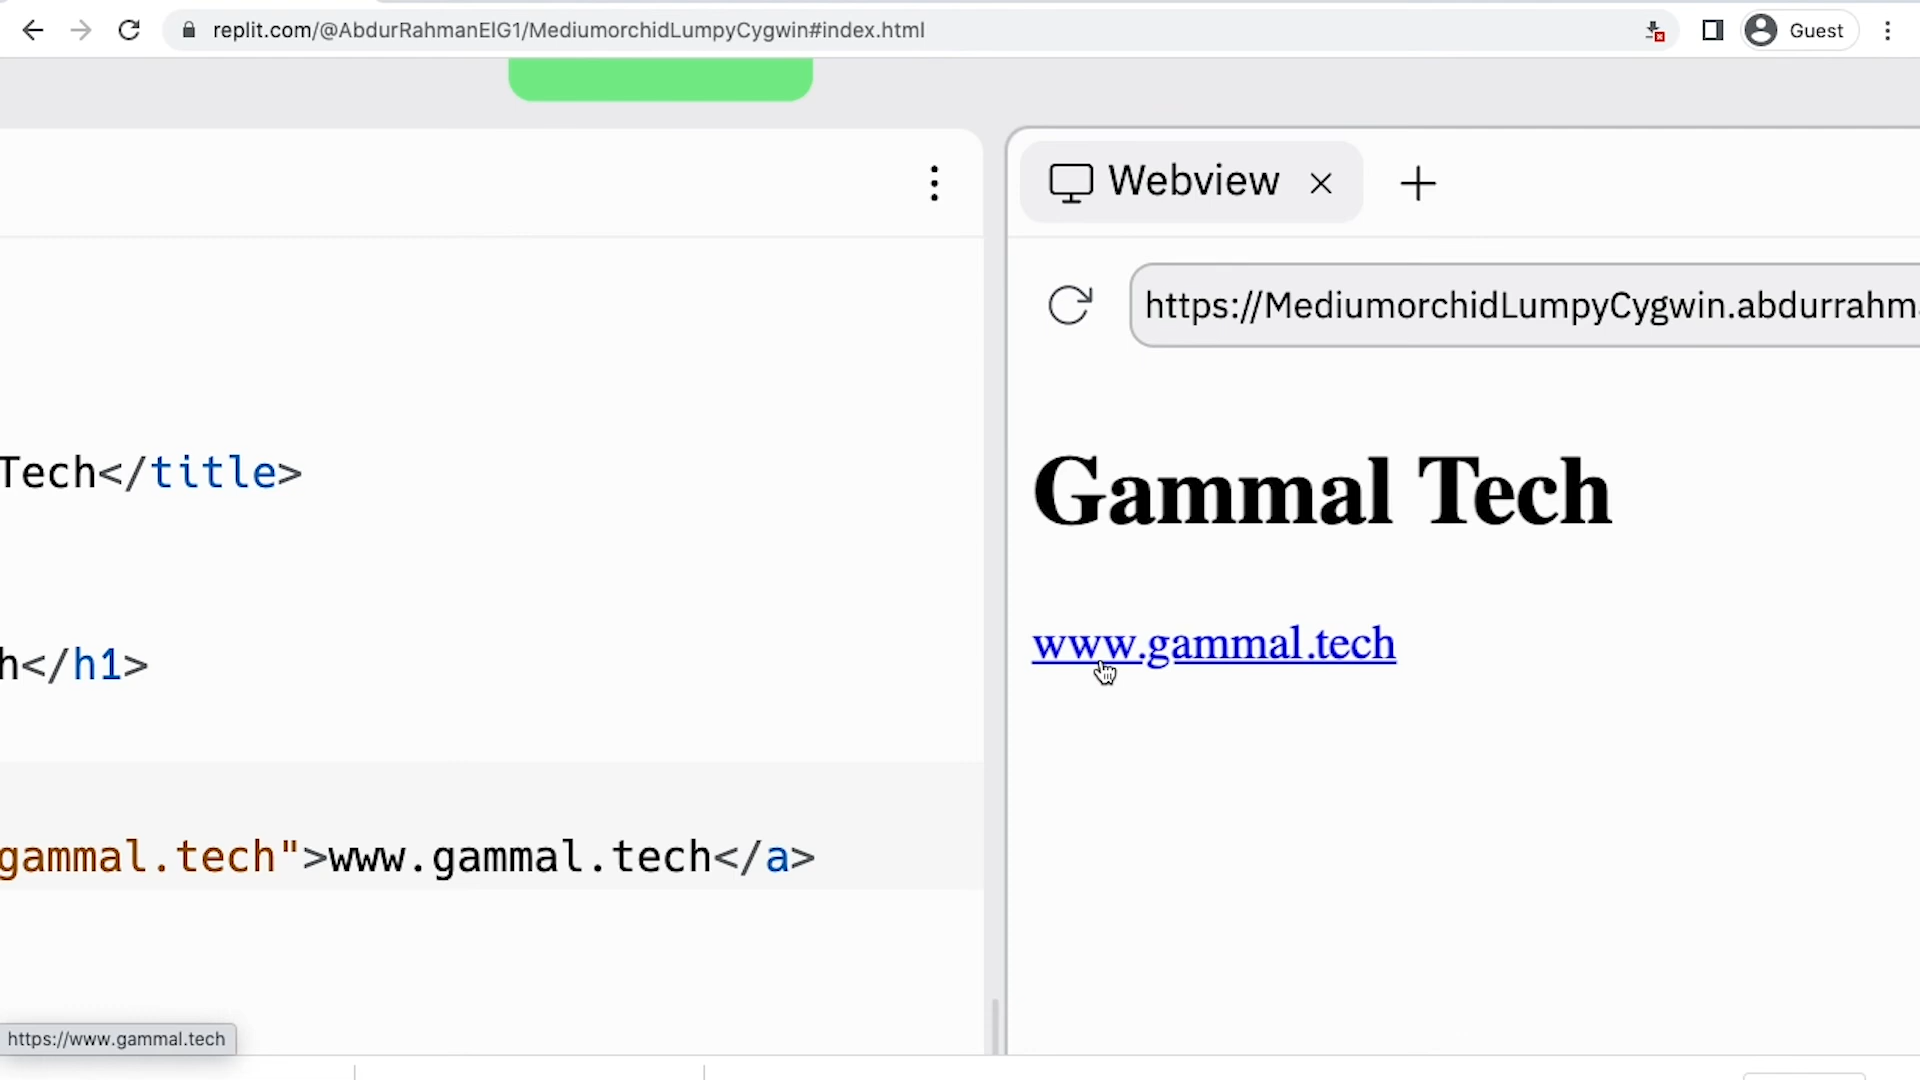 replit.com/@AbdurRahmanElG1/MediumorchidLumpyCygwin#index.html
Guest
Webview
https://MediumorchidLumpyCygwin.abdurrahma
Tech</title>
Gammal Tech
h</h1>
www.gammal.tech
gammal.tech">www.gammal.tech</a>
https://www.gammal.tech